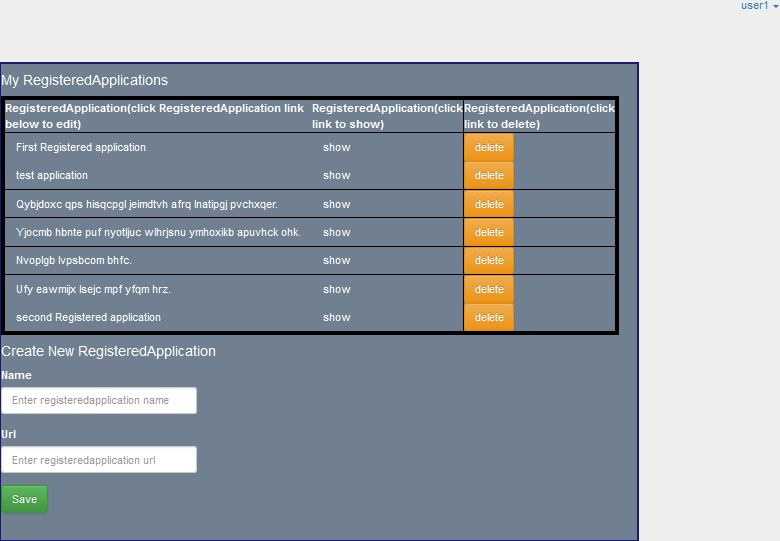 user1
My RegisteredApplications
RegisteredApplication(click RegisteredApplication link below to edit) RegisteredApplication(click link to show) RegisteredApplication(click link to delete)
First Registered application show delete
test application show delete
Qybjdoxc qps hisqcpgl jeimdtvh afrq lnatipgj pvchxqer. show delete
Yjocmb hbnte puf nyotljuc wlhrjsnu ymhoxikb apuvhck ohk. show delete
Nvoplgb lvpsbcom bhfc. show delete
Ufy eawmijx lsejc mpf yfqm hrz. show delete
second Registered application show delete
Create New RegisteredApplication
Name
Enter registeredapplication name
Url
Enter registeredapplication url
Save